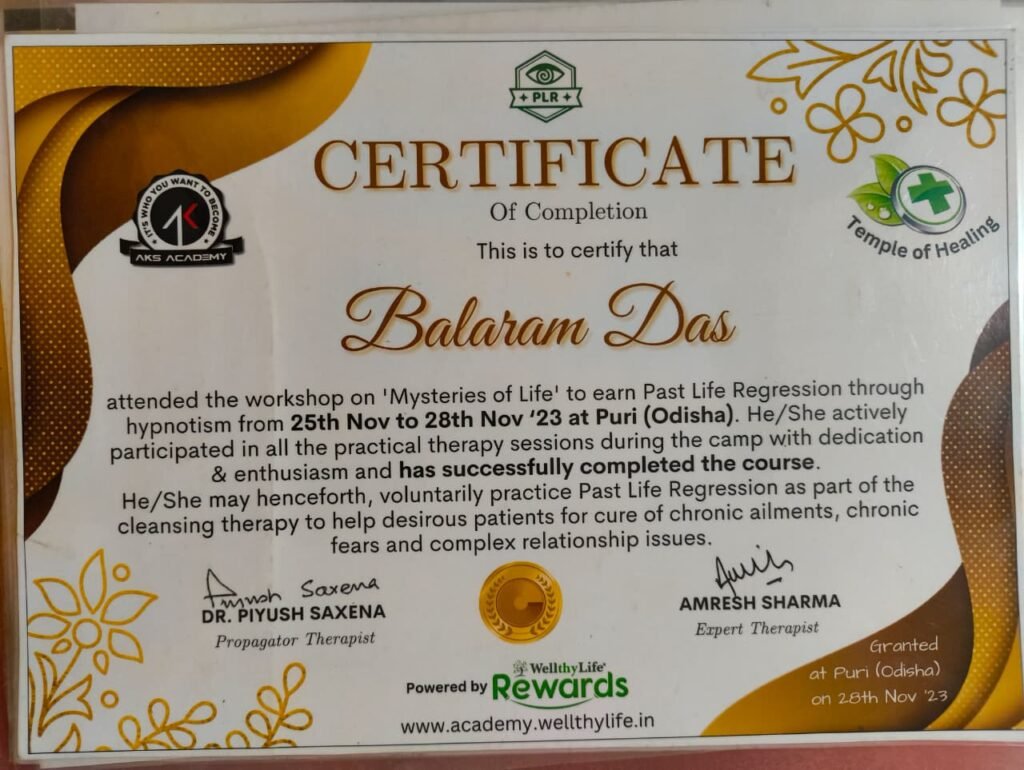 PLR
CERTIFICATE
Of Completion
IT'S WHO YOU WANT TO BECOME
AK
AKS ACADEMY
Temple of Healing
This is to certify that
Balaram Das
attended the workshop on 'Mysteries of Life' to earn Past Life Regression through
hypnotism from 25th Nov to 28th Nov ‘23 at Puri (Odisha). He/She actively
participated in all the practical therapy sessions during the camp with dedication
& enthusiasm and has successfully completed the course.
He/She may henceforth, voluntarily practice Past Life Regression as part of the
cleansing therapy to help desirous patients for cure of chronic ailments, chronic
fears and complex relationship issues.
Piyush Saxena
DR. PIYUSH SAXENA
Propagator Therapist
AMRESH SHARMA
Expert Therapist
Granted
at Puri (Odisha)
on 28th Nov '23
WellthyLife®
Powered by Rewards
www.academy.wellthylife.in